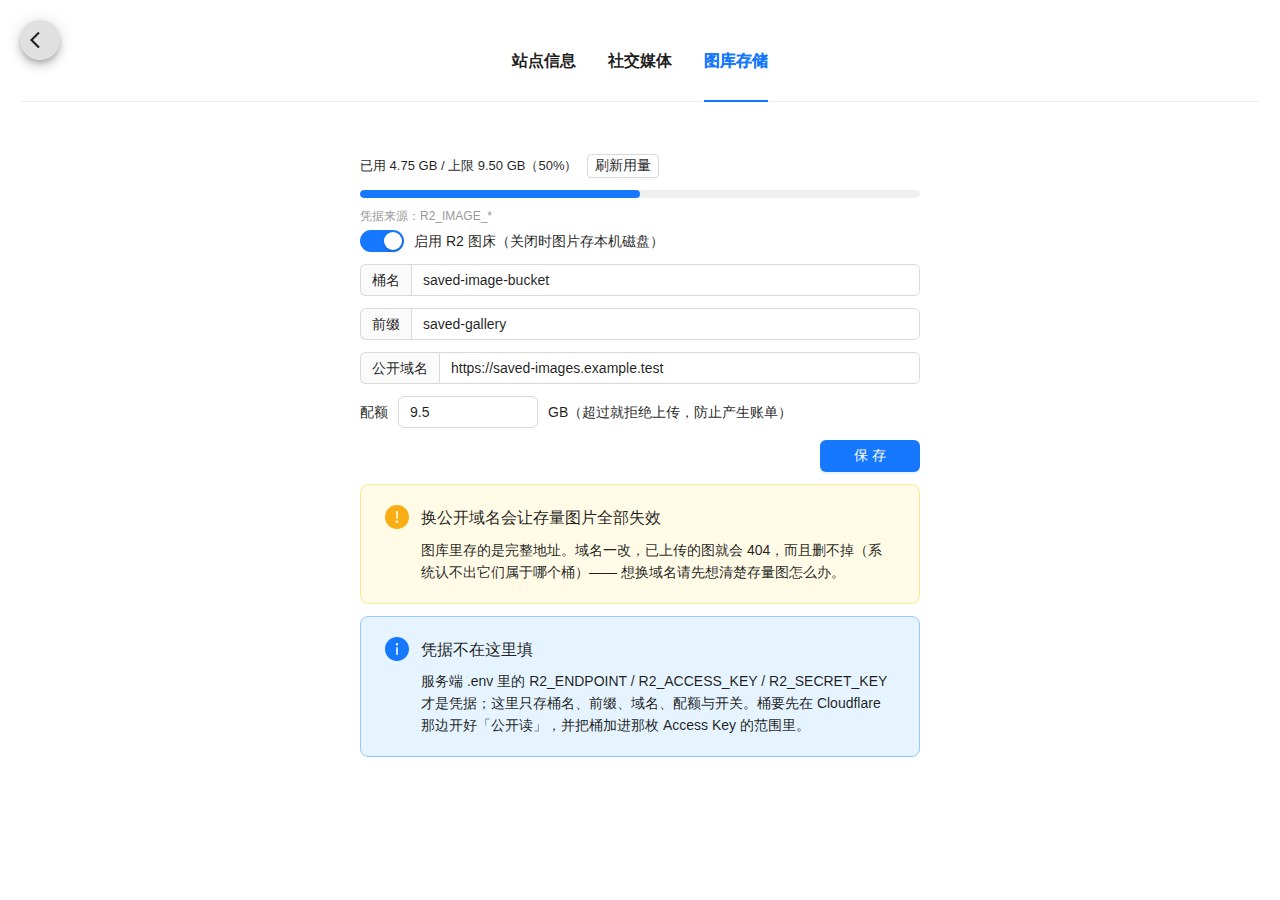 站点信息 社交媒体 图库存储
已用 4.75 GB / 上限 9.50 GB（50%） 刷新用量
凭据来源：R2_IMAGE_*
启用 R2 图床（关闭时图片存本机磁盘）
桶名 saved-image-bucket
前缀 saved-gallery
公开域名 https://saved-images.example.test
配额 9.5 GB（超过就拒绝上传，防止产生账单）
保 存
换公开域名会让存量图片全部失效
图库里存的是完整地址。域名一改，已上传的图就会 404，而且删不掉（系
统认不出它们属于哪个桶）—— 想换域名请先想清楚存量图怎么办。
凭据不在这里填
服务端 .env 里的 R2_ENDPOINT / R2_ACCESS_KEY / R2_SECRET_KEY
才是凭据；这里只存桶名、前缀、域名、配额与开关。桶要先在 Cloudflare
那边开好「公开读」，并把桶加进那枚 Access Key 的范围里。